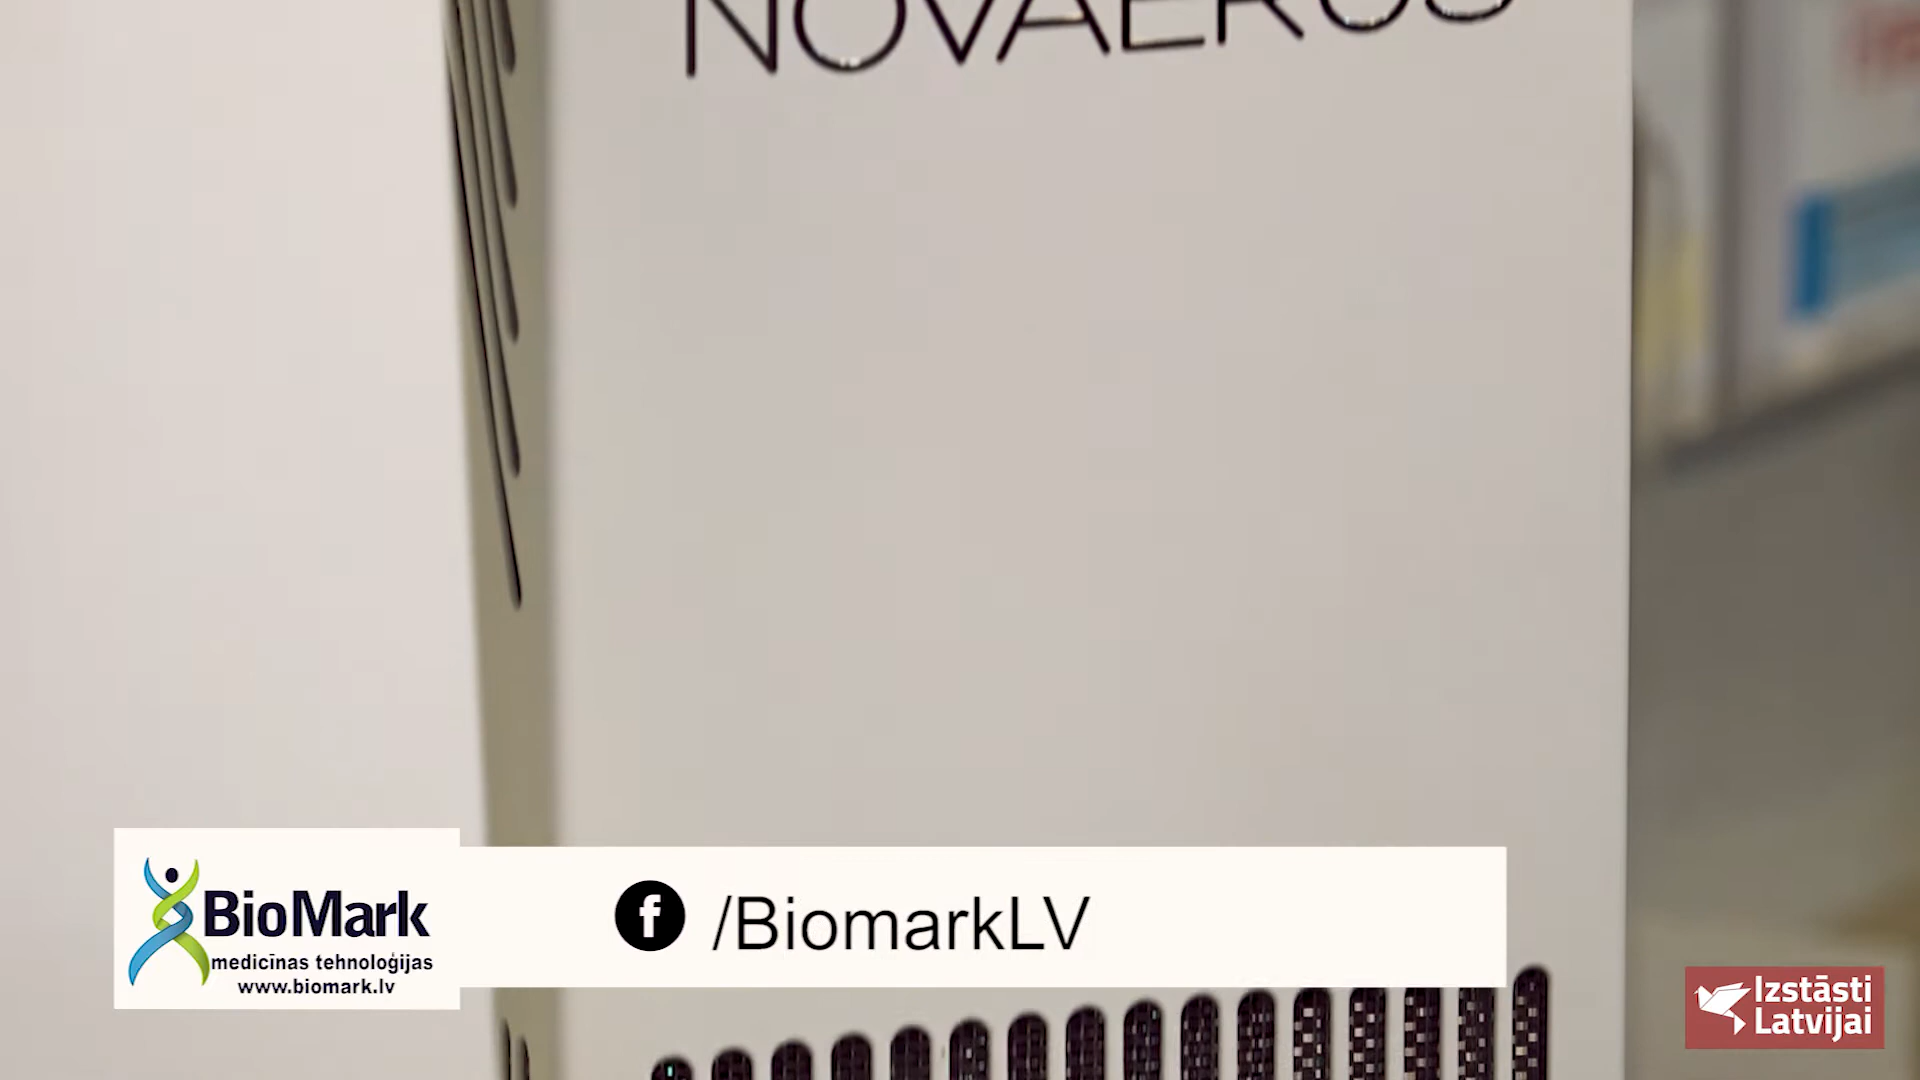 NOVAERUS
BioMark
medicīnas tehnoloģijas
www.biomark.lv
f /BiomarkLV
Izstāsti
Latvijai